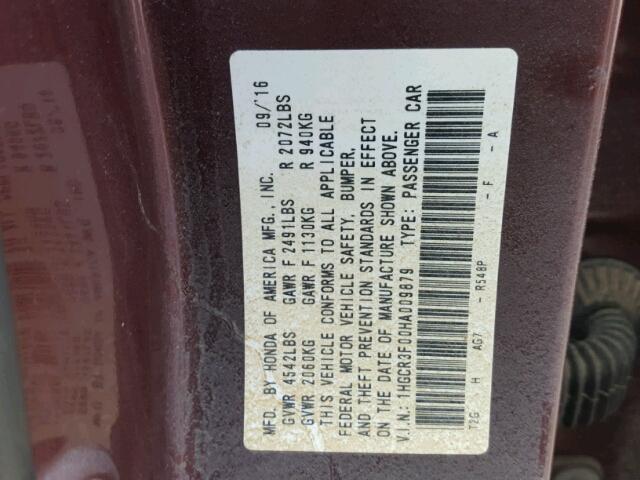 MFD. BY HONDA OF AMERICA MFG., INC. 09/'16
GVWR 4542LBS GAWR F 2491LBS R 2072LBS
GVWR 2060KG GAWR F 1130KG R 940KG
THIS VEHICLE CONFORMS TO ALL APPLICABLE
FEDERAL MOTOR VEHICLE SAFETY, BUMPER,
AND THEFT PREVENTION STANDARDS IN EFFECT
ON THE DATE OF MANUFACTURE SHOWN ABOVE.
V.I.N.: 1HGCR3F00HA009879 TYPE: PASSENGER CAR
T2G H AG7 - R548P - F - A